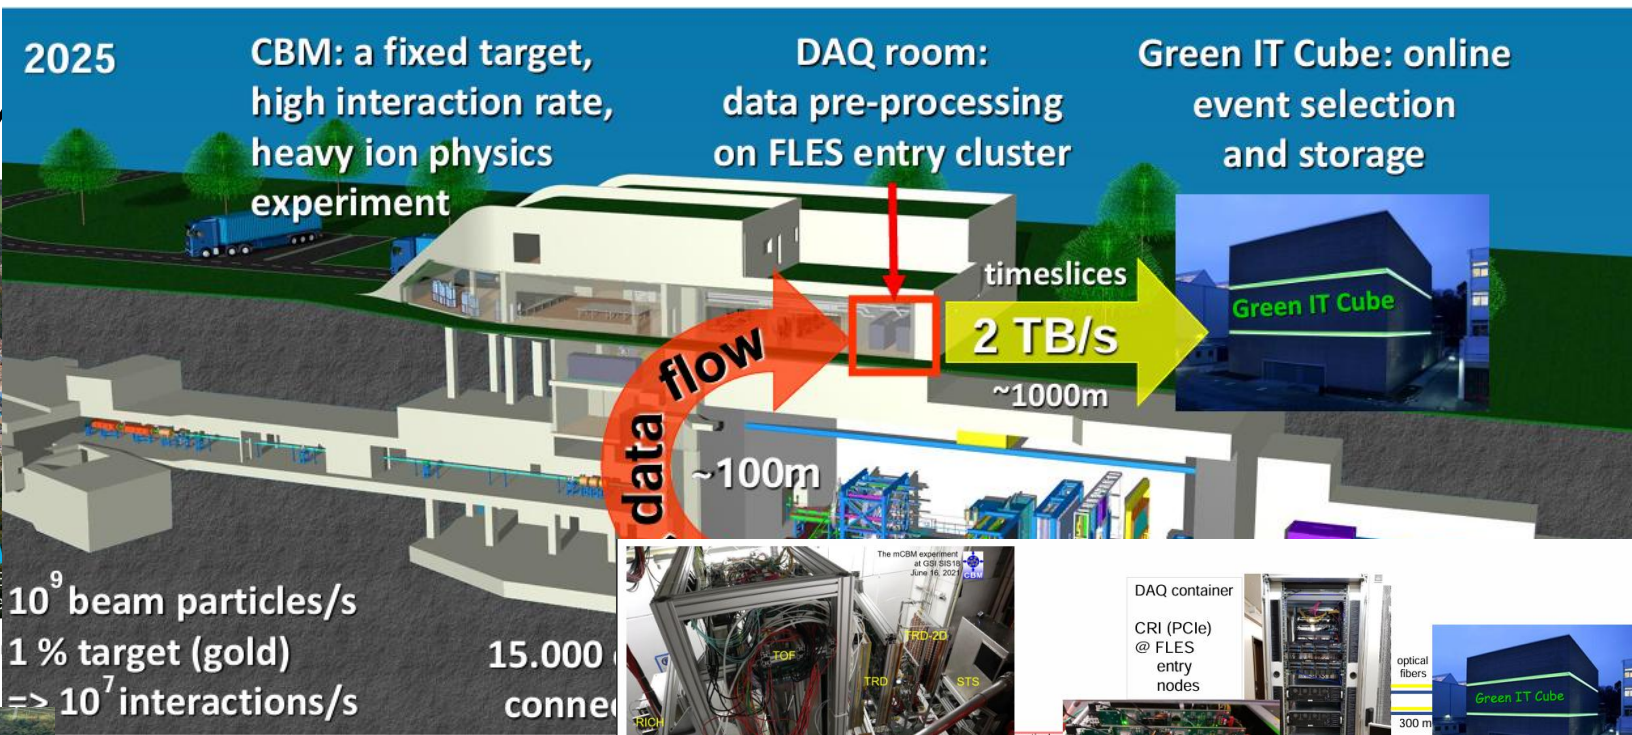 2025
CBM: a fixed target,
high interaction rate,
heavy ion physics
experiment
DAQ room:
data pre-processing
on FLES entry cluster
Green IT Cube: online
event selection
and storage
timeslices
2 TB/s
~1000m
Green IT Cube
data flow
~100m
10⁹ beam particles/s
1 % target (gold)
=> 10⁷ interactions/s
15.000
The mCBM experiment
at GSI SIS18
June 16, 2021
CBM
TOF
TRD-2D
TRD
STS
RICH
DAQ container
CRI (PCIe)
@ FLES
entry
nodes
optical
fibers
300 m
Green IT Cube